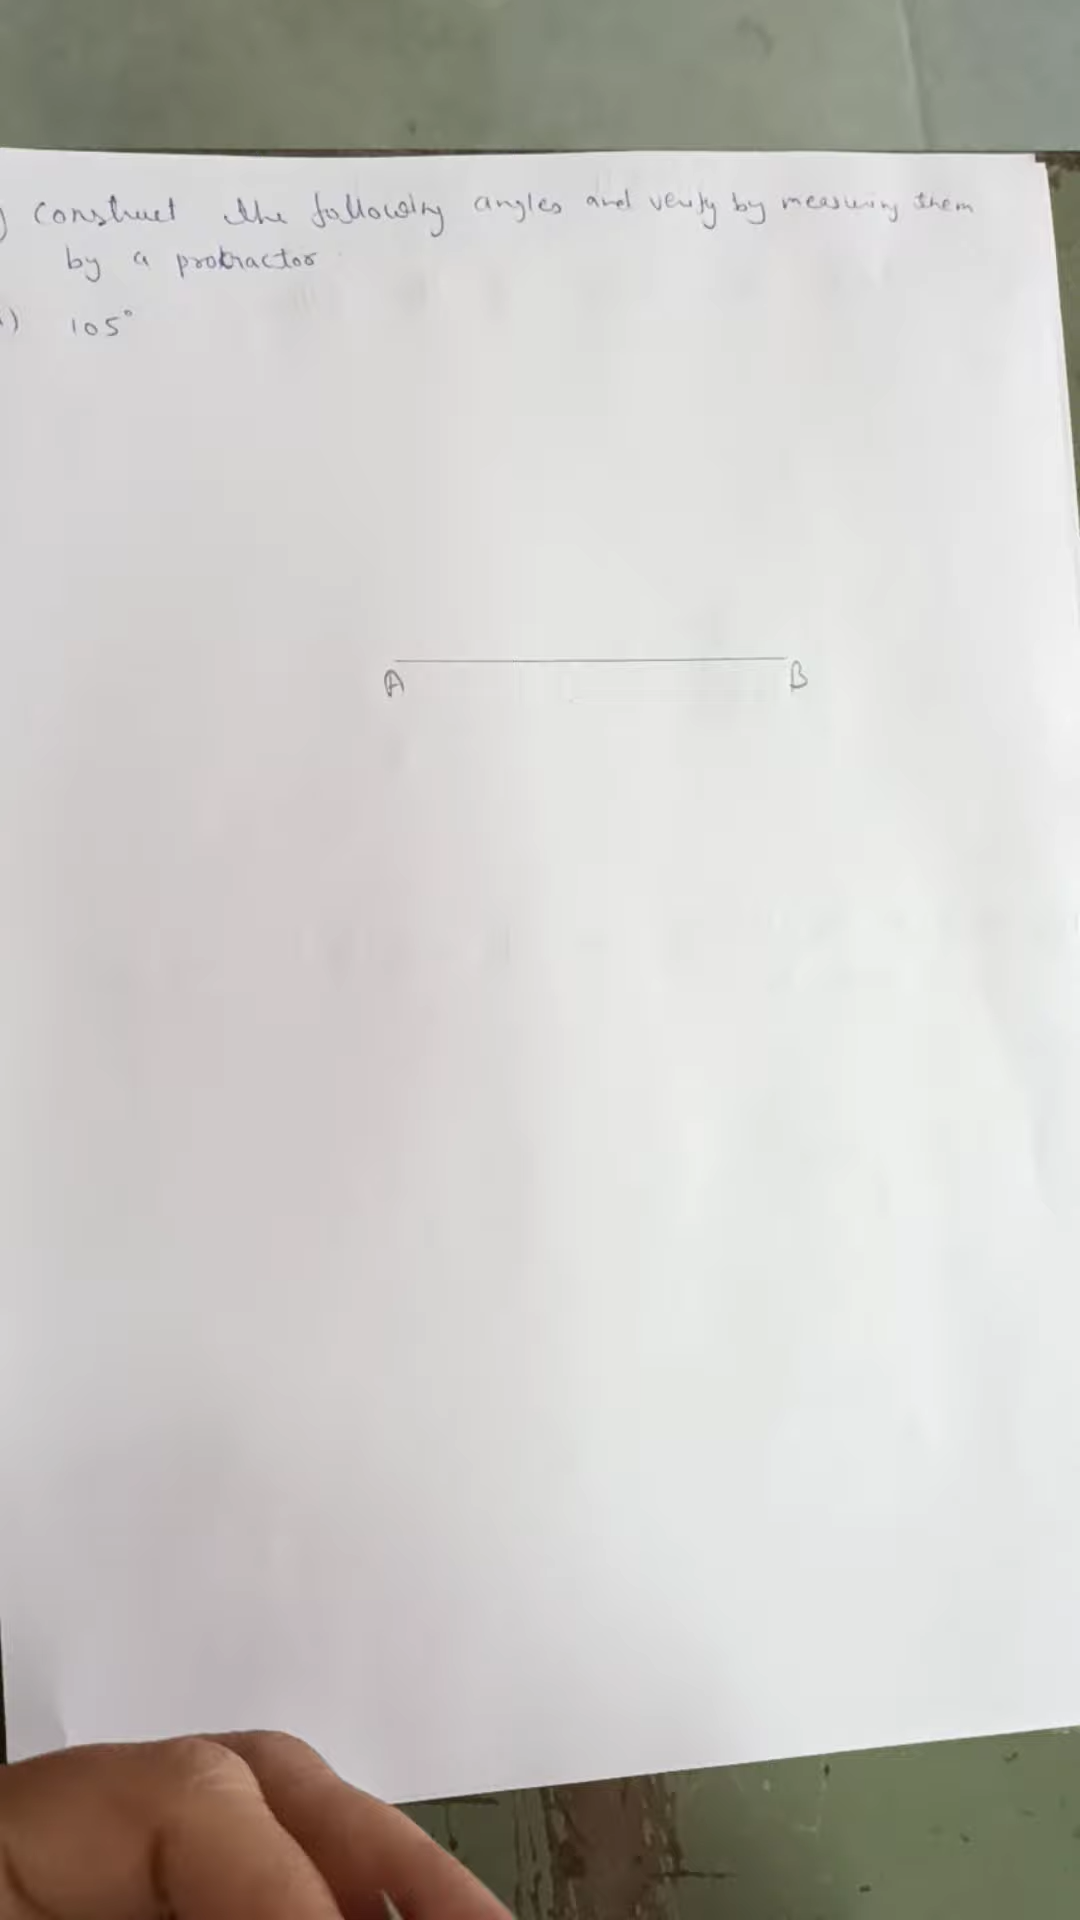 ) construct the following angles and verify by measuring them
by a protractor
) 105°
A B